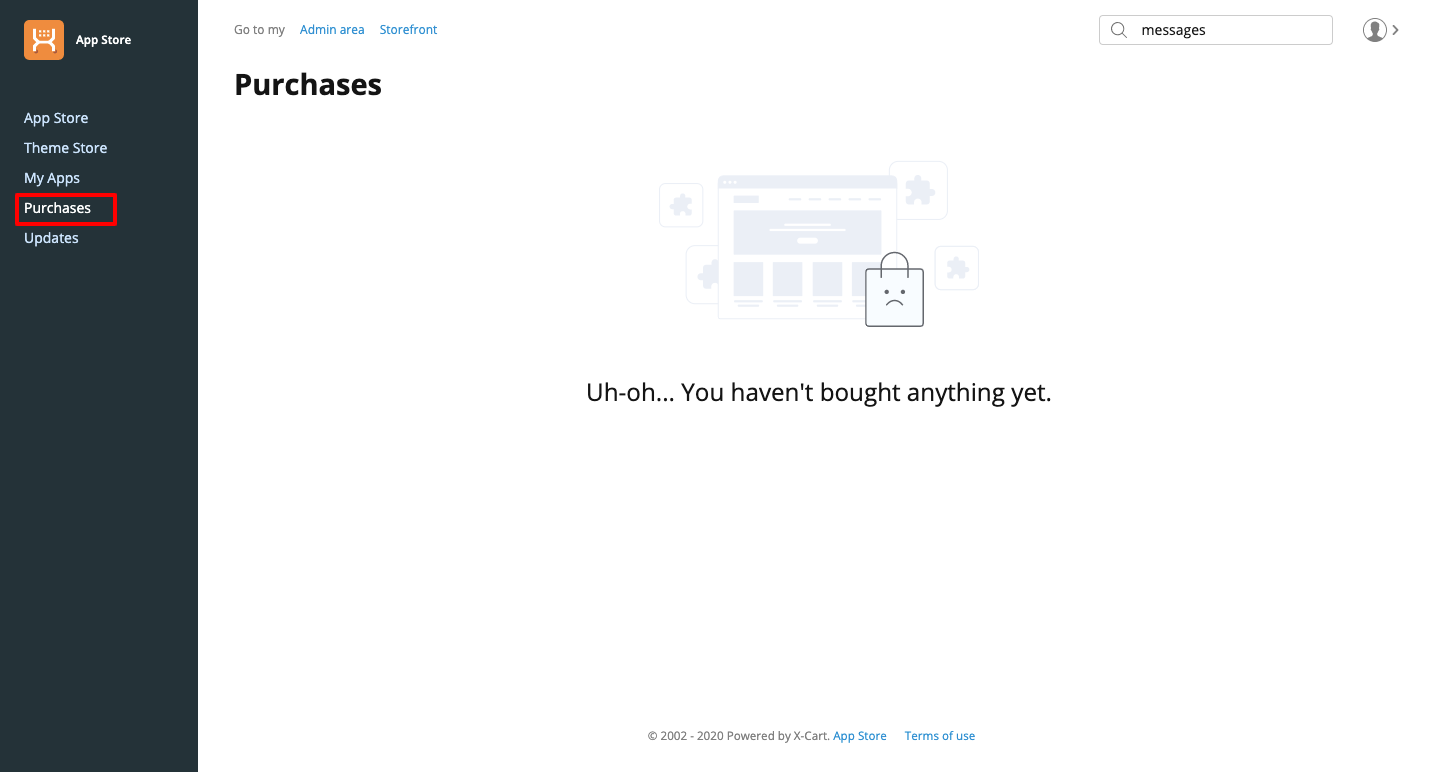 App Store
Go to my Admin area Storefront
messages
Purchases
App Store
Theme Store
My Apps
Purchases
Updates
Uh-oh... You haven't bought anything yet.
© 2002 - 2020 Powered by X-Cart. App Store Terms of use